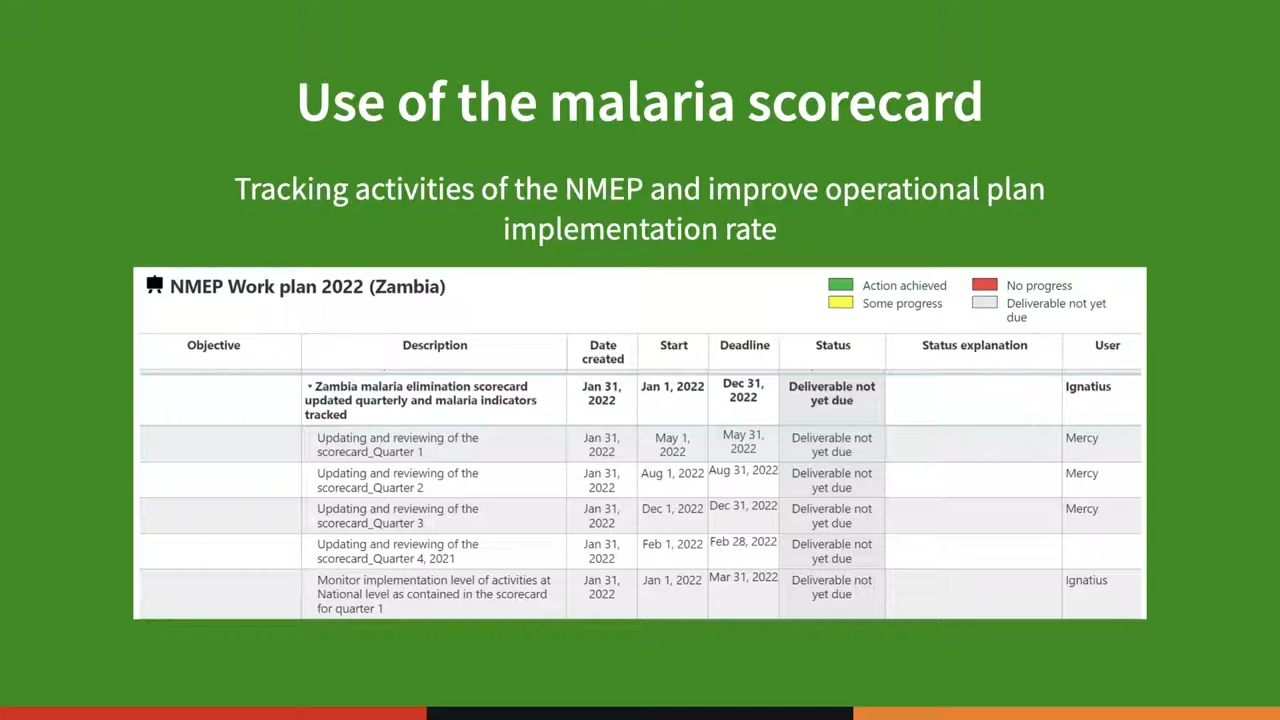 Use of the malaria scorecard
Tracking activities of the NMEP and improve operational plan
implementation rate
NMEP Work plan 2022 (Zambia)
Action achieved
No progress
Some progress
Deliverable not yet
due
Objective
Description
Date
created
Start
Deadline
Status
Status explanation
User
Zambia malaria elimination scorecard
updated quarterly and malaria indicators
tracked
Jan 31,
2022
Jan 1, 2022
Dec 31,
2022
Deliverable not
yet due
Ignatius
Updating and reviewing of the
scorecard_Quarter 1
Jan 31,
2022
May 1,
2022
May 31,
2022
Deliverable not
yet due
Mercy
Updating and reviewing of the
scorecard_Quarter 2
Jan 31,
2022
Aug 1, 2022
Aug 31, 2022
Deliverable not
yet due
Mercy
Updating and reviewing of the
scorecard_Quarter 3
Jan 31,
2022
Dec 1, 2022
Dec 31, 2022
Deliverable not
yet due
Mercy
Updating and reviewing of the
scorecard_Quarter 4, 2021
Jan 31,
2022
Feb 1, 2022
Feb 28, 2022
Deliverable not
yet due
Monitor implementation level of activities at
National level as contained in the scorecard
for quarter 1
Jan 31,
2022
Jan 1, 2022
Mar 31, 2022
Deliverable not
yet due
Ignatius